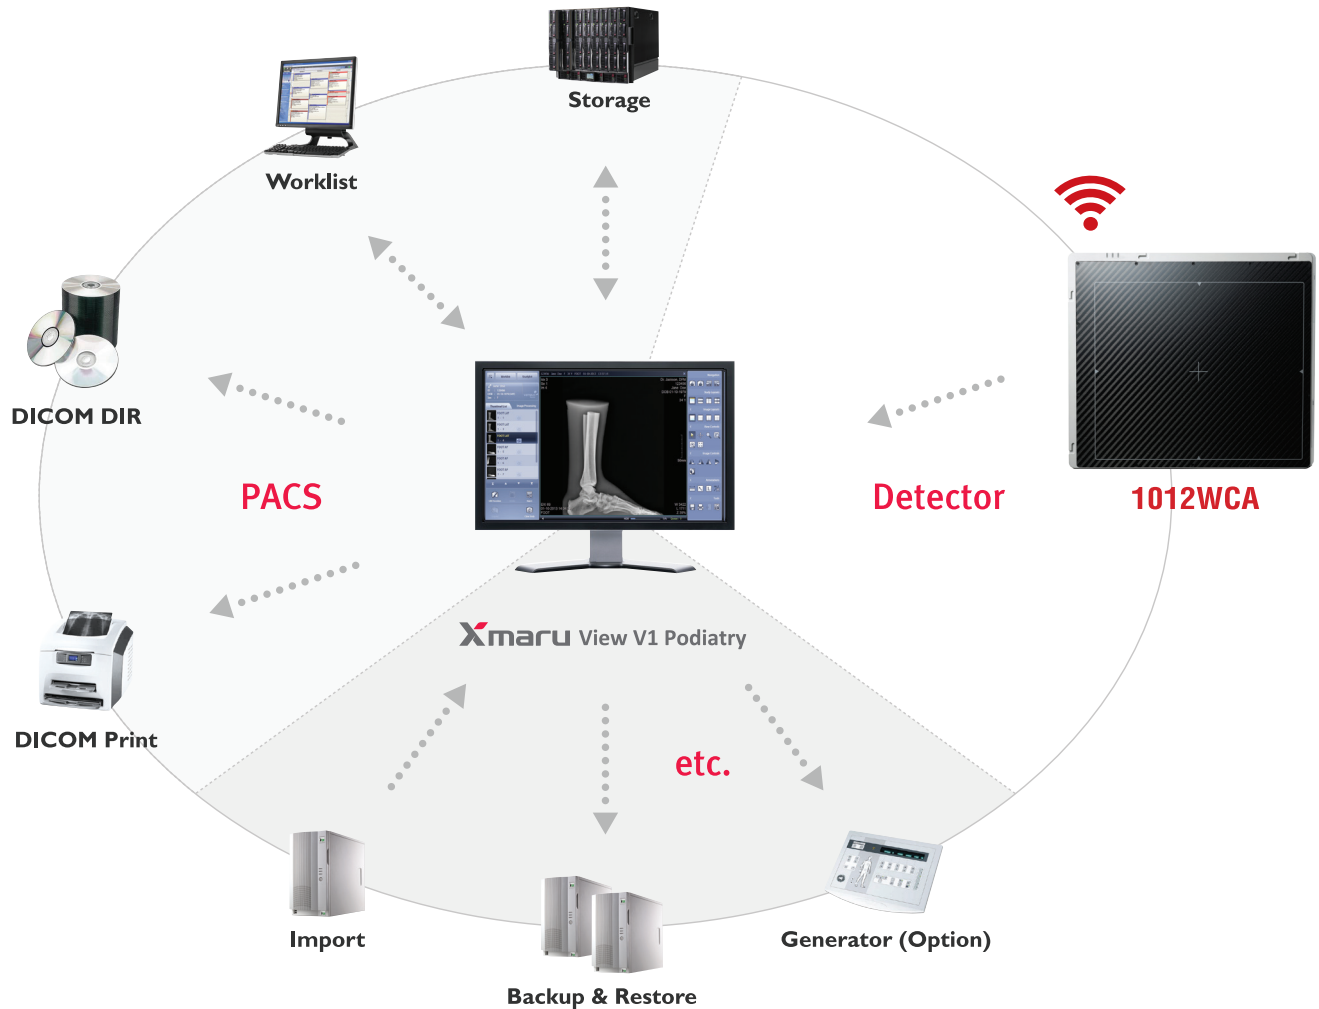 Storage
Worklist
DICOM DIR
PACS
Detector
1012WCA
Xmaru View V1 Podiatry
DICOM Print
etc.
Import
Generator (Option)
Backup & Restore